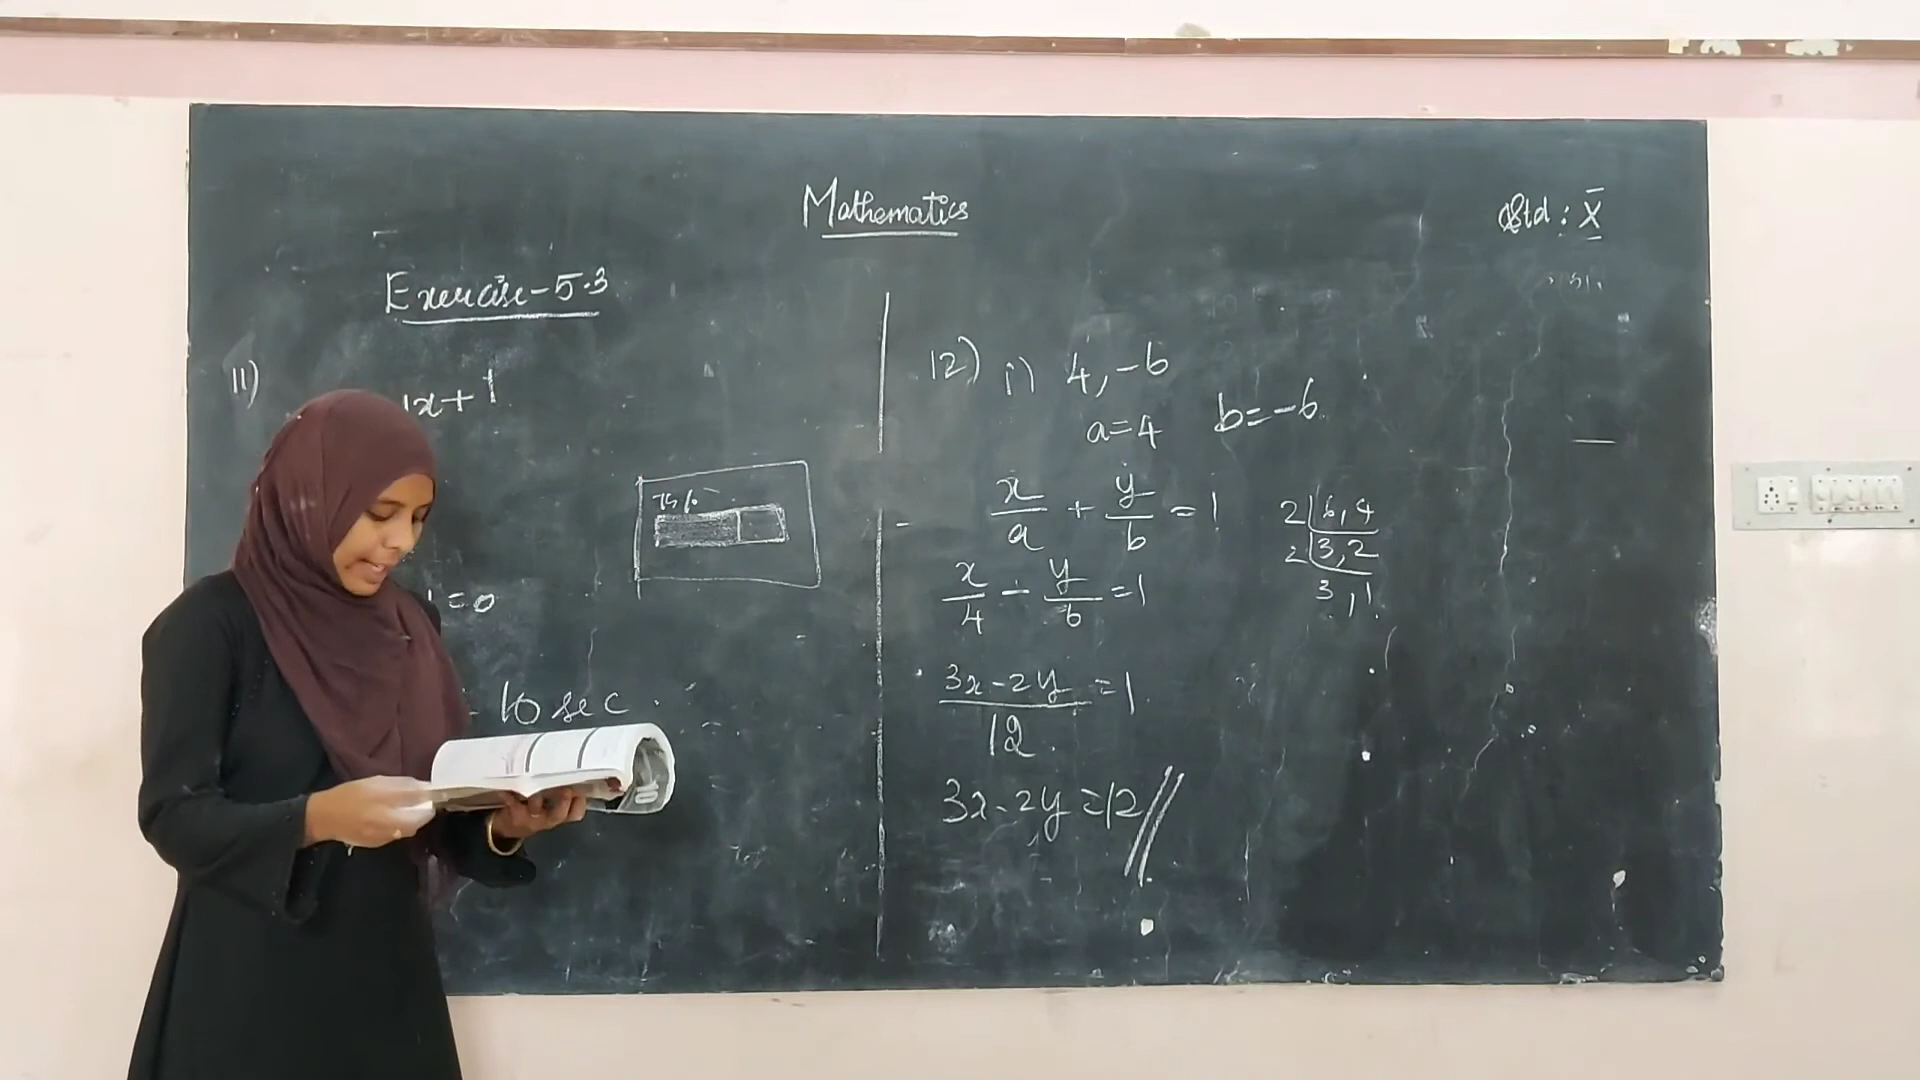 Mathematics
Std : X
Exercise-5.3
11)
x+1
75%
=0
= 10 sec.
12) i) 4, -6
a=4 b=-6
x/a + y/b = 1
x/4 - y/6 = 1
2 | 6, 4
2 | 3, 2
3, 1
(3x-2y)/12 = 1
3x-2y=12//